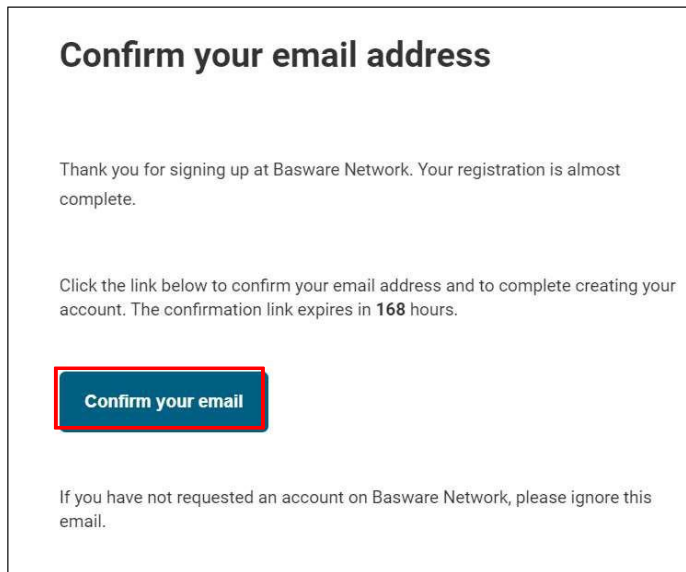 Confirm your email address
Thank you for signing up at Basware Network. Your registration is almost
complete.
Click the link below to confirm your email address and to complete creating your
account. The confirmation link expires in 168 hours.
Confirm your email
If you have not requested an account on Basware Network, please ignore this
email.